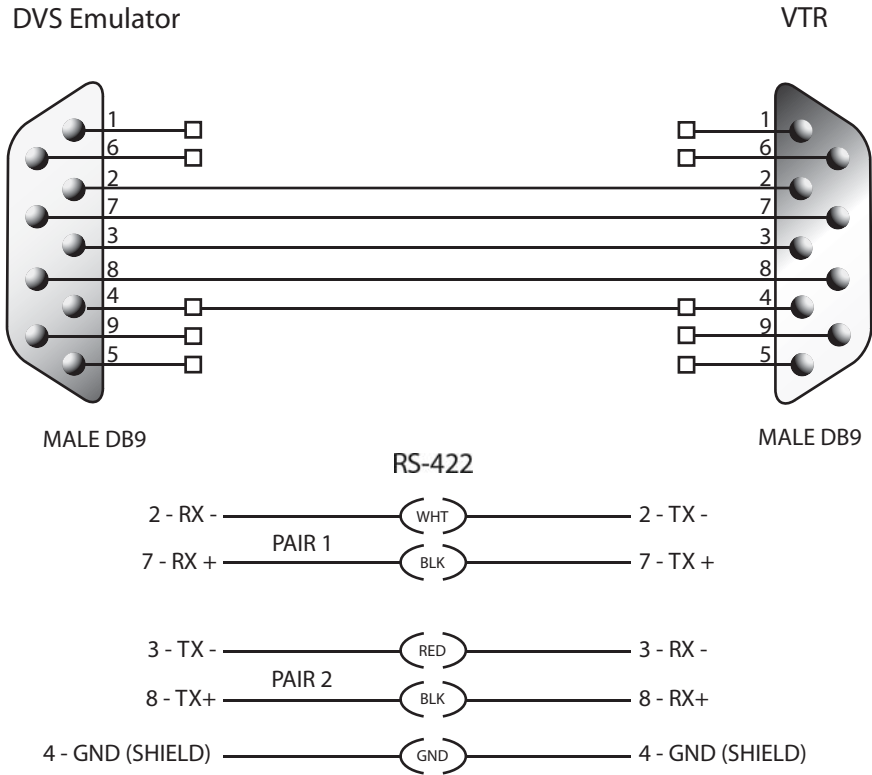 DVS Emulator VTR
1 1
6 6
2 2
7 7
3 3
8 8
4 4
9 9
5 5
MALE DB9 MALE DB9
RS-422
2 - RX - WHT 2 - TX -
PAIR 1
7 - RX + BLK 7 - TX +
3 - TX - RED 3 - RX -
PAIR 2
8 - TX+ BLK 8 - RX+
4 - GND (SHIELD) GND 4 - GND (SHIELD)